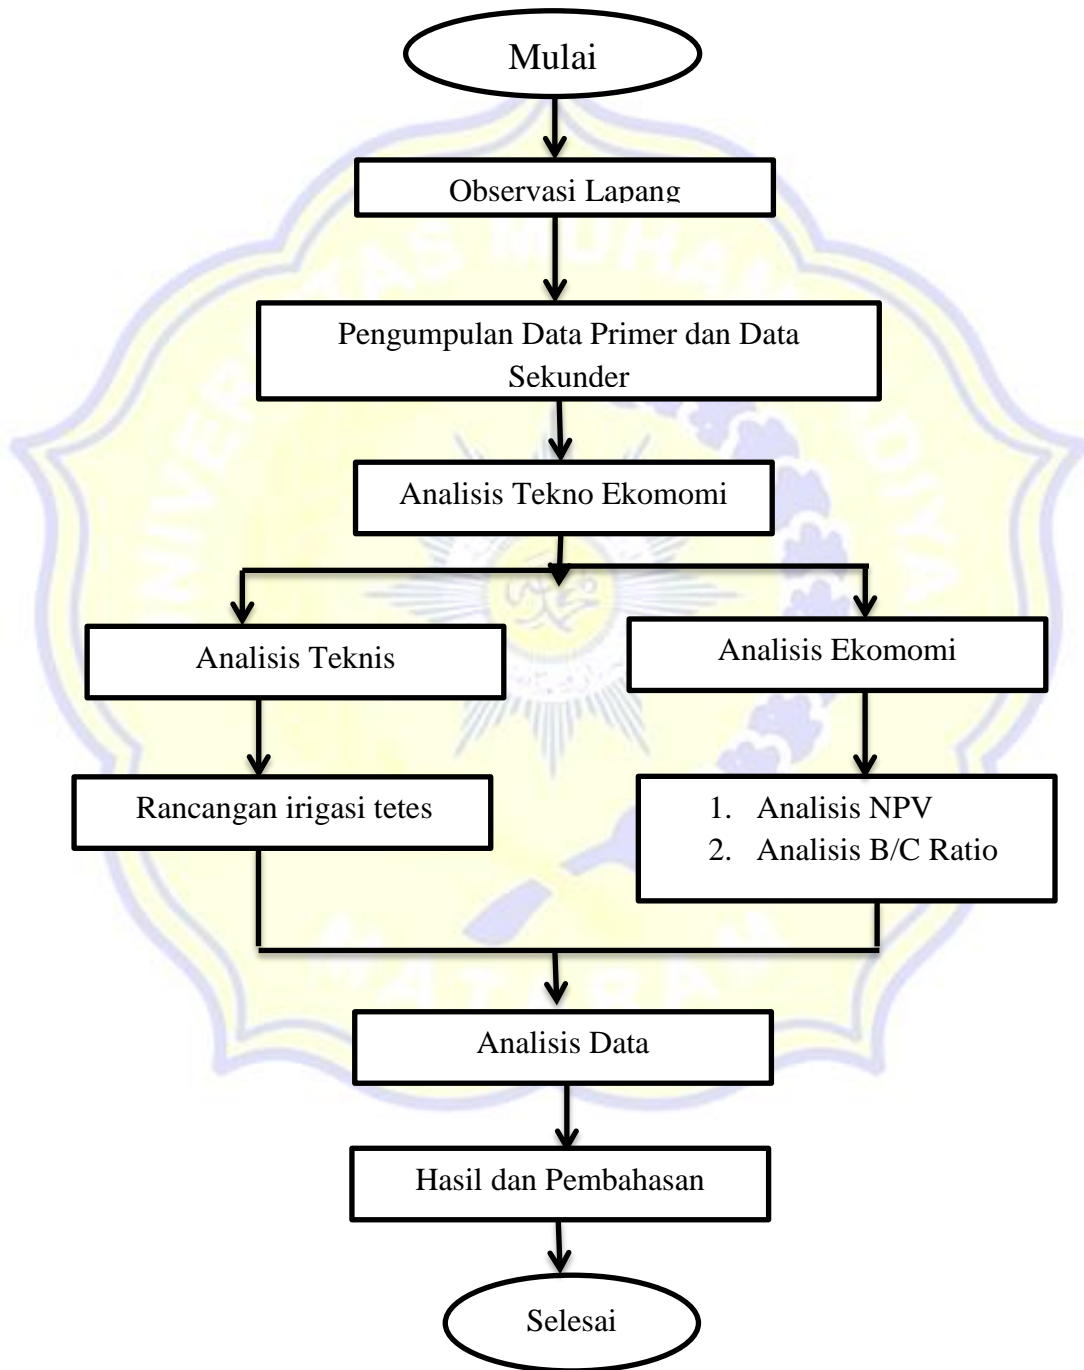 Mulai
Observasi Lapang
Pengumpulan Data Primer dan Data
Sekunder
Analisis Tekno Ekomomi
Analisis Teknis
Analisis Ekomomi
Rancangan irigasi tetes
1. Analisis NPV
2. Analisis B/C Ratio
Analisis Data
Hasil dan Pembahasan
Selesai